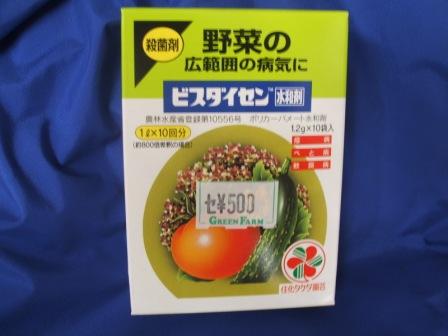 殺菌剤
野菜の
広範囲の病気に
ビスダイセン™ 水和剤
農林水産省登録第10556号 ポリカーバメート水和剤
1ℓ×10回分
(約800倍希釈の場合)
1.2g×10袋入
疫病
べと病
セ¥500
GREEN FARM
住化タケダ園芸